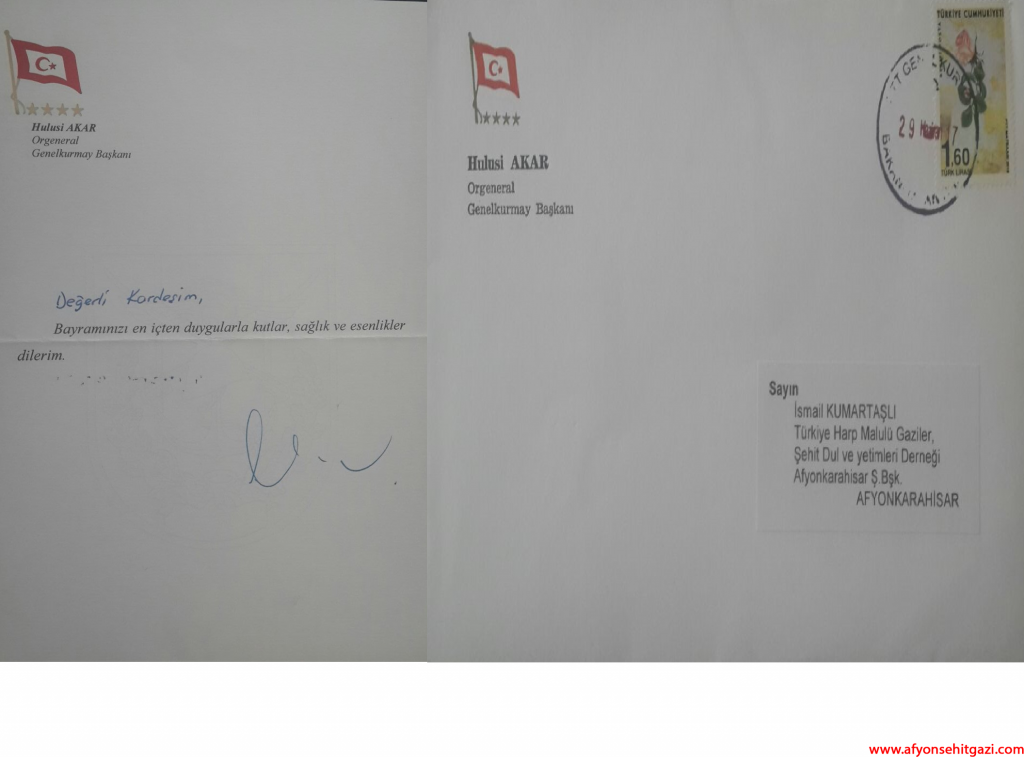 Hulusi AKAR
Orgeneral
Genelkurmay Başkanı
Değerli Kardeşim,
Bayramınızı en içten duygularla kutlar, sağlık ve esenlikler
dilerim.
Hulusi AKAR
Orgeneral
Genelkurmay Başkanı
TÜRKİYE CUMHURİYETİ
1.60
TÜRK LİRASI
29 17
Sayın
İsmail KUMARTAŞLI
Türkiye Harp Malulü Gaziler,
Şehit Dul ve yetimleri Derneği
Afyonkarahisar Ş.Bşk.
AFYONKARAHİSAR
www.afyonsehitgazi.com